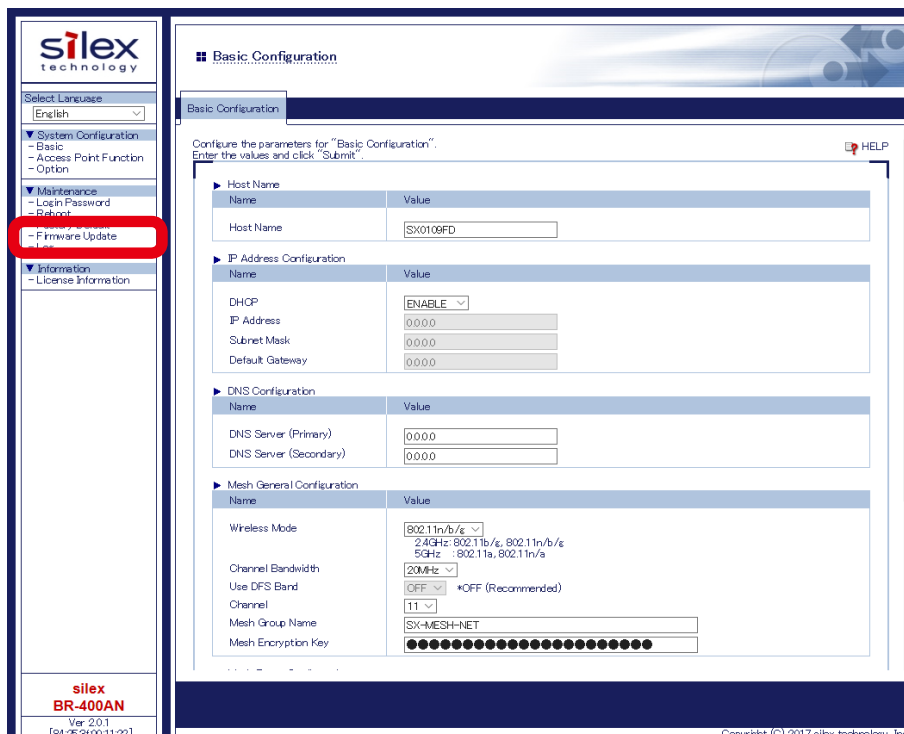 silex
technology
Select Language
English
▼ System Configuration
- Basic
- Access Point Function
- Option
▼ Maintenance
- Login Password
- Reboot
- Firmware Update
▼ Information
- License Information
silex
BR-400AN
Ver 2.0.1
Basic Configuration
Basic Configuration
Configure the parameters for "Basic Configuration".
Enter the values and click "Submit".
HELP
▶ Host Name
Name Value
Host Name SX0109FD
▶ IP Address Configuration
Name Value
DHCP ENABLE
IP Address 0.0.0.0
Subnet Mask 0.0.0.0
Default Gateway 0.0.0.0
▶ DNS Configuration
Name Value
DNS Server (Primary) 0.0.0.0
DNS Server (Secondary) 0.0.0.0
▶ Mesh General Configuration
Name Value
Wireless Mode 802.11n/b/g
2.4GHz: 802.11b/g, 802.11n/b/g
5GHz : 802.11a, 802.11n/a
Channel Bandwidth 20MHz
Use DFS Band OFF *OFF (Recommended)
Channel 11
Mesh Group Name SX-MESH-NET
Mesh Encryption Key ●●●●●●●●●●●●●●●●●●●●●●
Copyright (C) 2017 silex technology, Inc